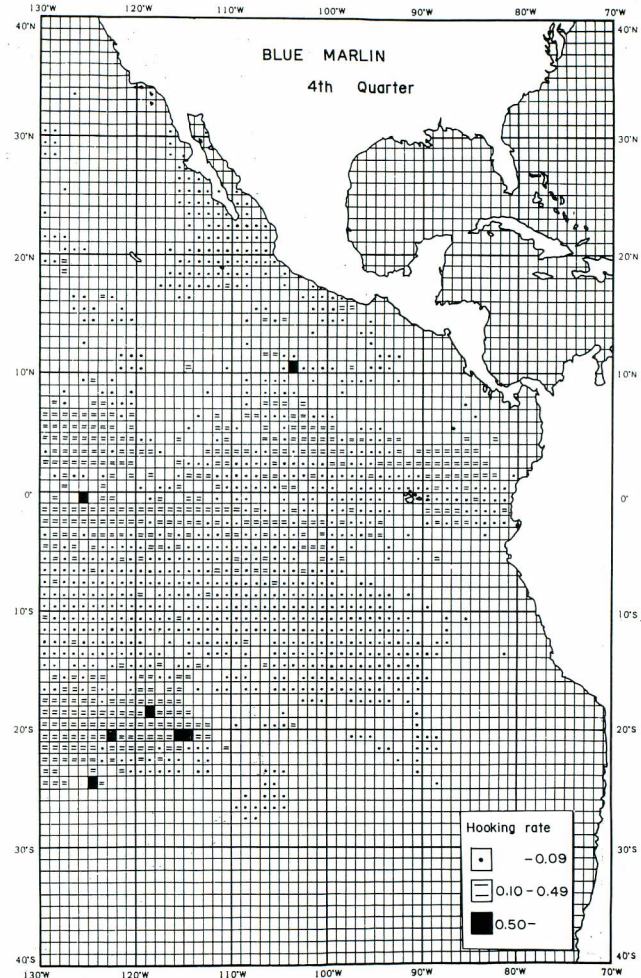 130°W 120°W 110°W 100°W 90°W 80°W 70°W
BLUE MARLIN
4th Quarter
40°N 40°N
30°N 30°N
20°N 20°N
10°N 10°N
0° 0°
10°S 10°S
20°S 20°S
30°S 30°S
40°S 40°S
Hooking rate
-0.09
0.10-0.49
0.50-
130°W 120°W 110°W 100°W 90°W 80°W 70°W